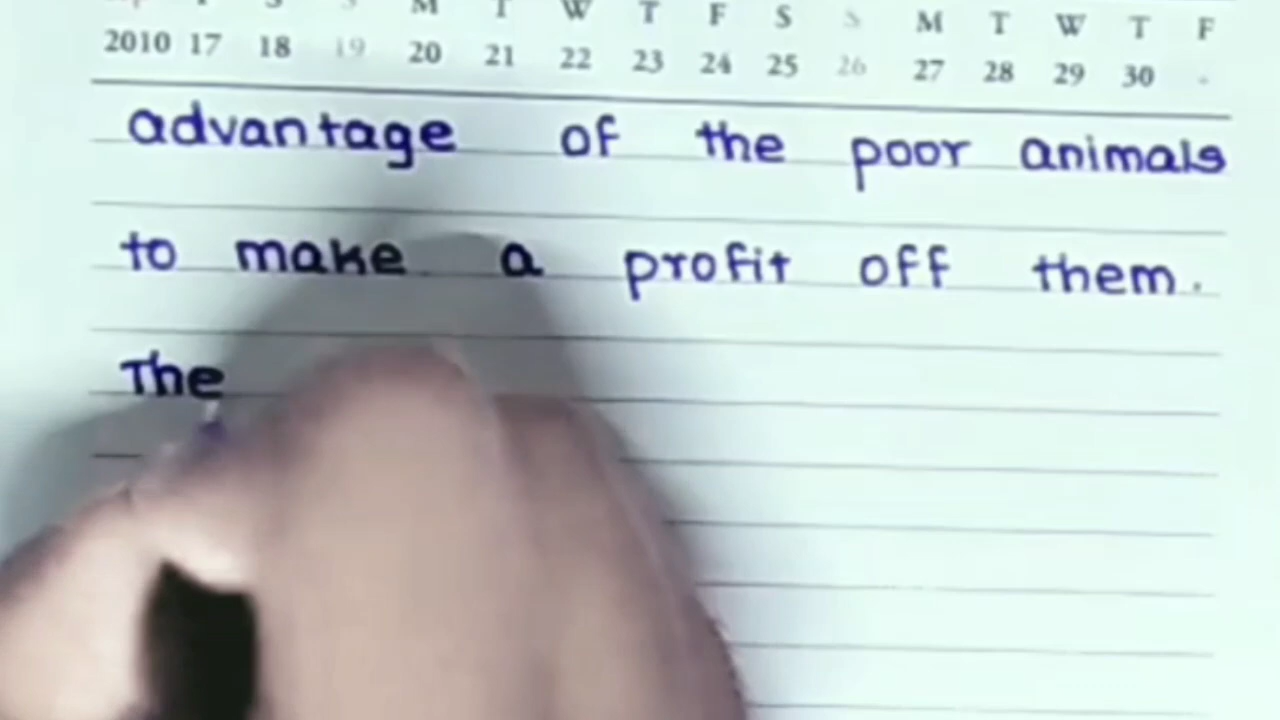 M T W T F S S M T W T F
2010 17 18 19 20 21 22 23 24 25 26 27 28 29 30
advantage of the poor animals
to make a profit off them.
The